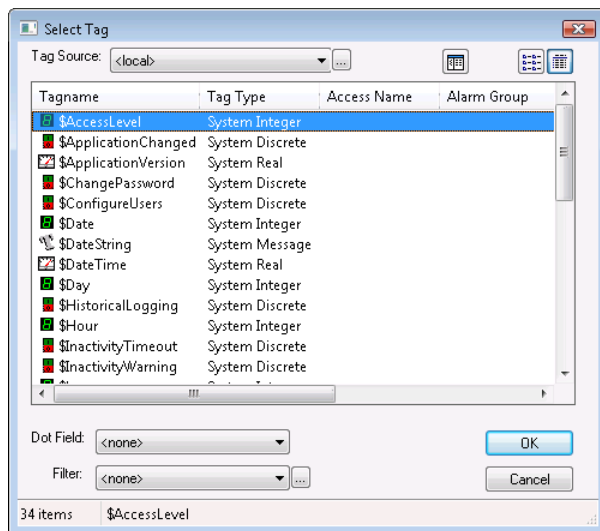 Select Tag
Tag Source: <local> ...
Tagname Tag Type Access Name Alarm Group
$AccessLevel System Integer
$ApplicationChanged System Discrete
$ApplicationVersion System Real
$ChangePassword System Discrete
$ConfigureUsers System Discrete
$Date System Integer
$DateString System Message
$DateTime System Real
$Day System Integer
$HistoricalLogging System Discrete
$Hour System Integer
$InactivityTimeout System Discrete
$InactivityWarning System Discrete
Dot Field: <none> OK
Filter: <none> ... Cancel
34 items $AccessLevel